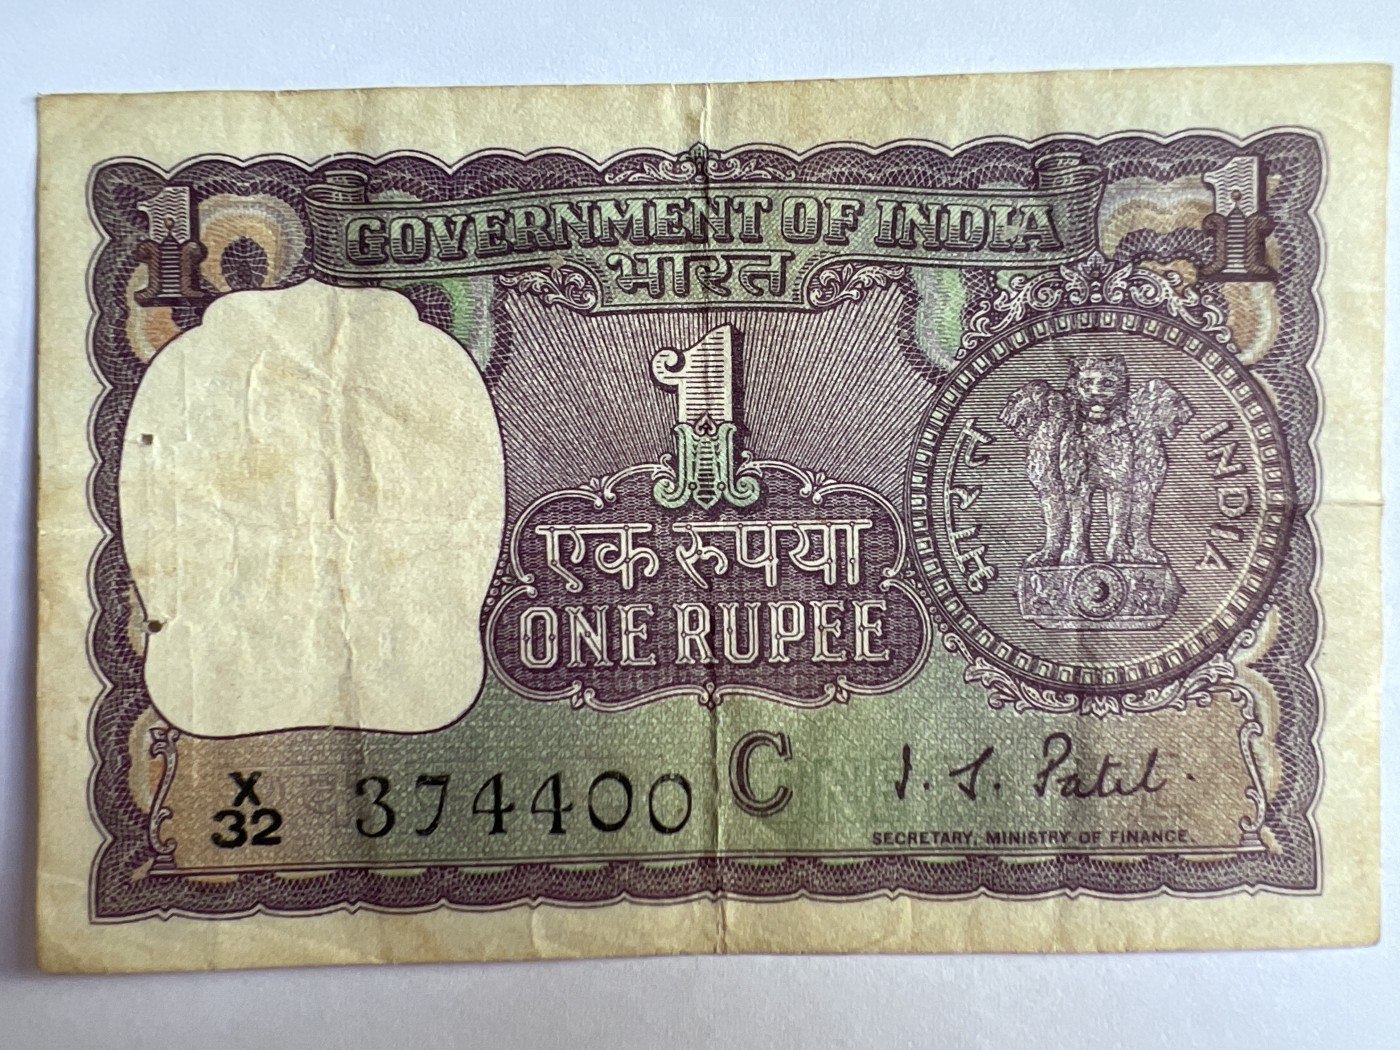 1
1
GOVERNMENT OF INDIA
भारत
1
एक रुपया
ONE RUPEE
भारत
INDIA
X
32
374400
C
I. G. Patel.
SECRETARY, MINISTRY OF FINANCE.